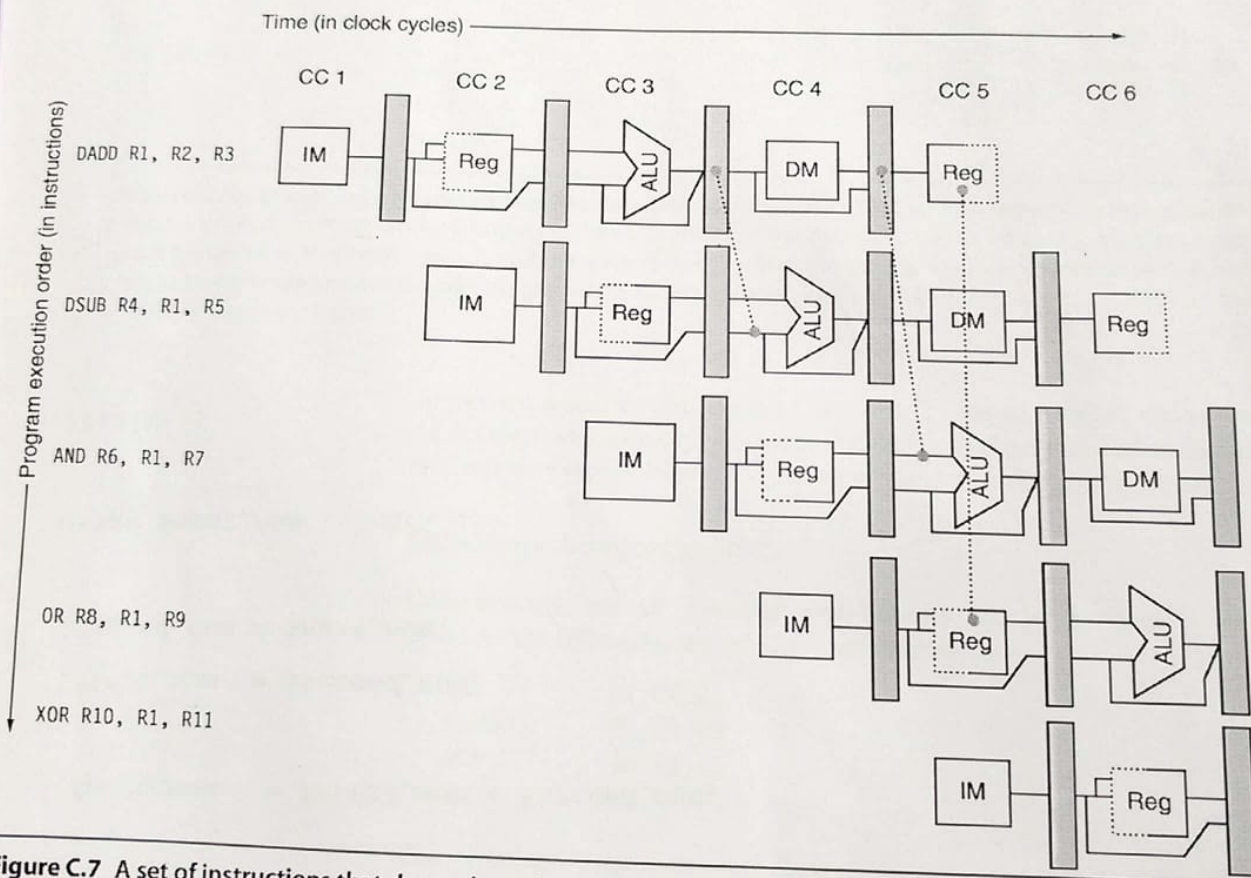 Time (in clock cycles)
CC 1
CC 2
CC 3
CC 4
CC 5
CC 6
Program execution order (in instructions)
DADD R1, R2, R3
IM
Reg
ALU
DM
Reg
DSUB R4, R1, R5
IM
Reg
ALU
DM
Reg
AND R6, R1, R7
IM
Reg
ALU
DM
OR R8, R1, R9
IM
Reg
ALU
XOR R10, R1, R11
IM
Reg
Figure C.7 A set of instructions that